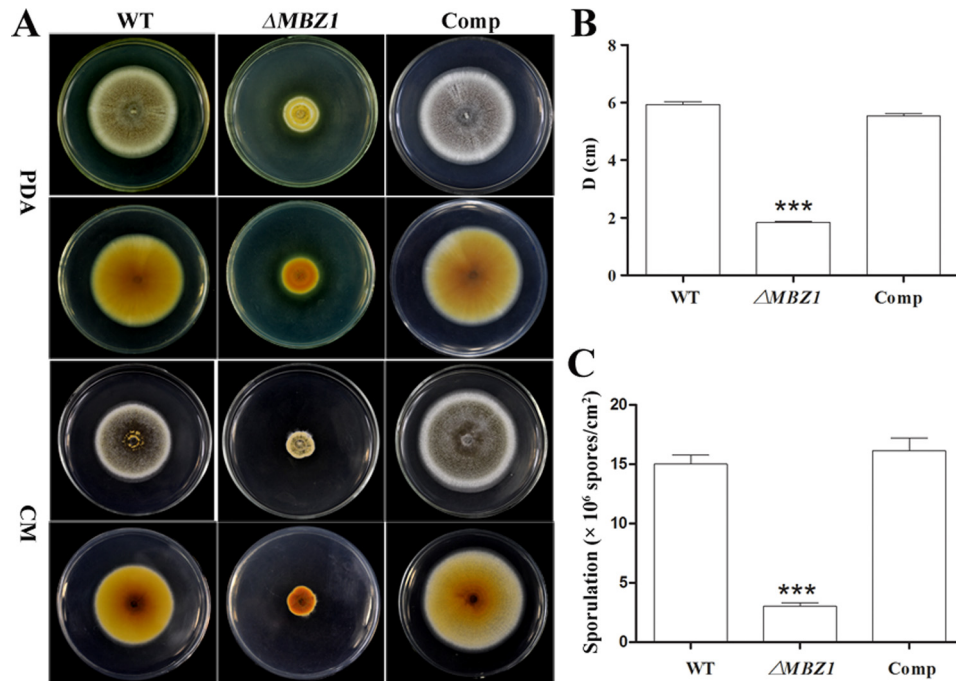 A
WT ΔMBZ1 Comp
PDA
CM
B
D (cm)
8
6
4
2
0
***
WT ΔMBZ1 Comp
C
Sporulation (× 10⁶ spores/cm²)
20
15
10
5
0
***
WT ΔMBZ1 Comp